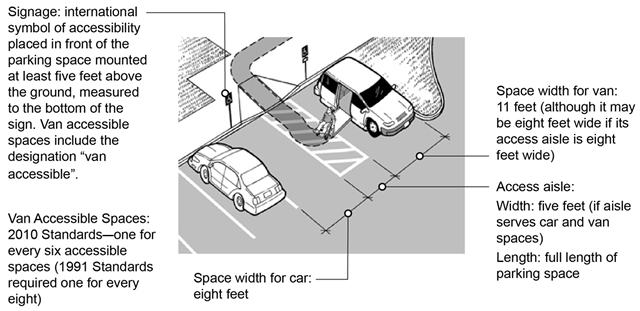 Signage: international
symbol of accessibility
placed in front of the
parking space mounted
at least five feet above
the ground, measured
to the bottom of the
sign. Van accessible
spaces include the
designation “van
accessible”.
Van Accessible Spaces:
2010 Standards—one for
every six accessible
spaces (1991 Standards
required one for every
eight)
Space width for car:
eight feet
Space width for van:
11 feet (although it may
be eight feet wide if its
access aisle is eight
feet wide)
Access aisle:
Width: five feet (if aisle
serves car and van
spaces)
Length: full length of
parking space